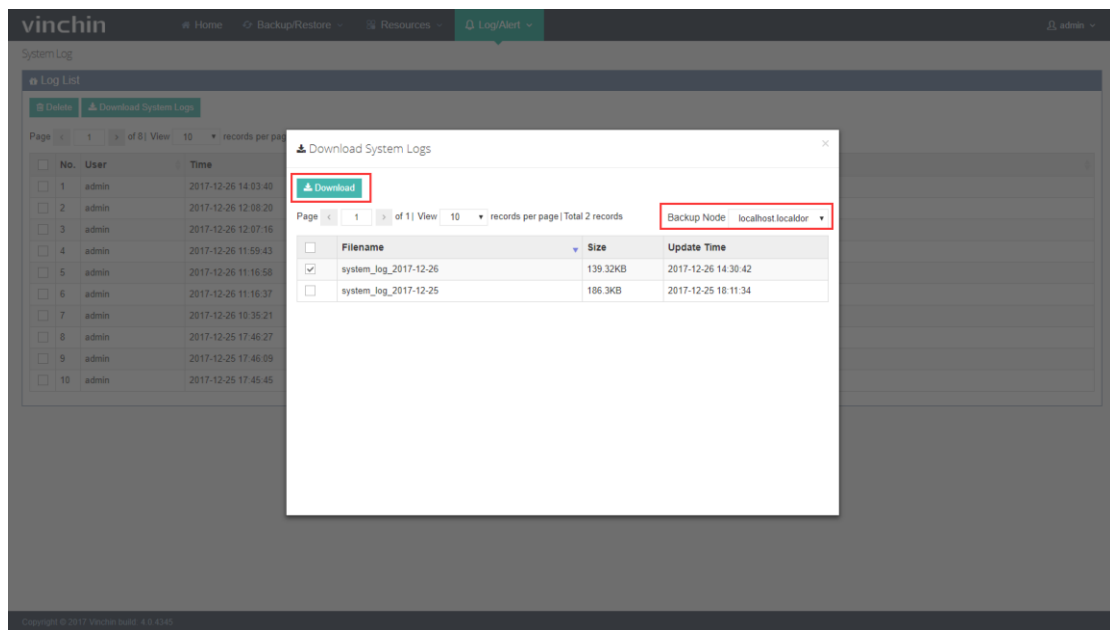 vinchin Home Backup/Restore Resources Log/Alert admin
System Log
Log List
Delete Download System Logs
Page 1 of 8| View 10 records per pag
No. User Time
1 admin 2017-12-26 14:03:40
2 admin 2017-12-26 12:08:20
3 admin 2017-12-26 12:07:16
4 admin 2017-12-26 11:59:43
5 admin 2017-12-26 11:16:58
6 admin 2017-12-26 11:16:37
7 admin 2017-12-26 10:35:21
8 admin 2017-12-25 17:46:27
9 admin 2017-12-25 17:46:09
10 admin 2017-12-25 17:45:45
Download System Logs
Download
Page 1 of 1| View 10 records per page|Total 2 records Backup Node localhost.localdor
Filename Size Update Time
system_log_2017-12-26 139.32KB 2017-12-26 14:30:42
system_log_2017-12-25 186.3KB 2017-12-25 18:11:34
Copyright © 2017 Vinchin build: 4.0.4345